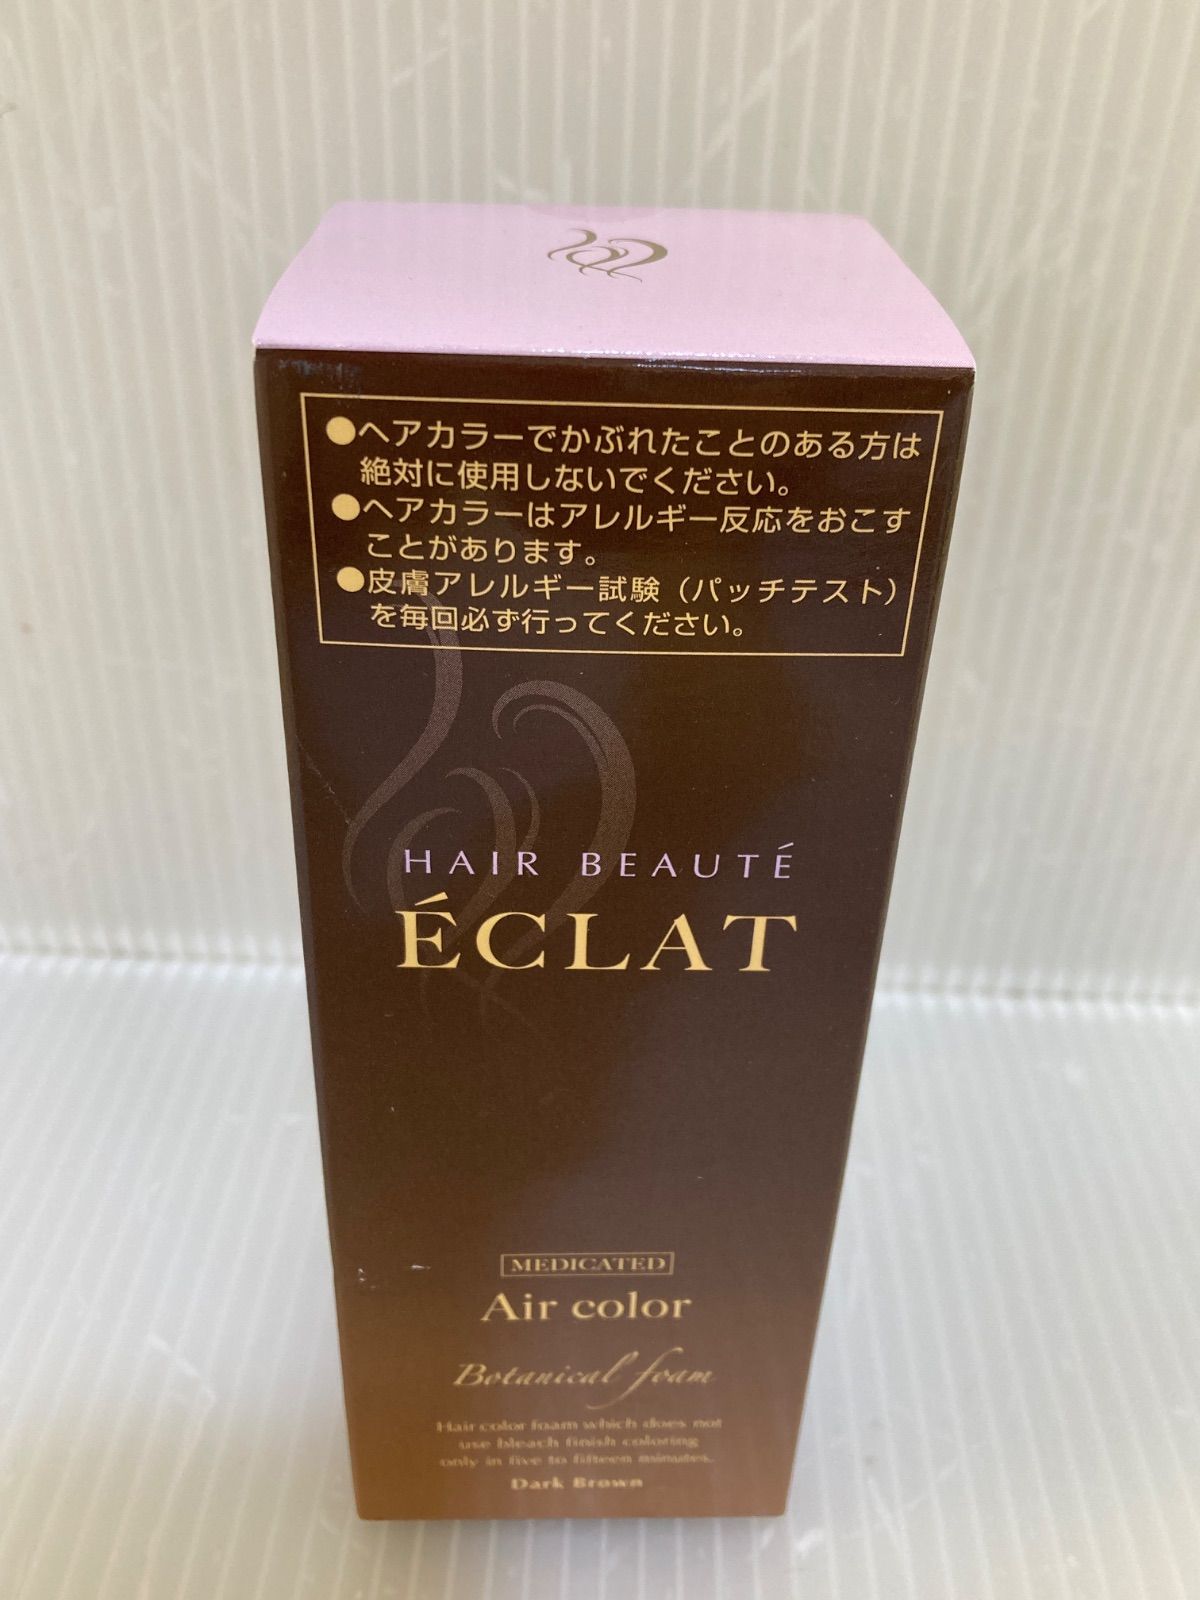 ●ヘアカラーでかぶれたことのある方は
絶対に使用しないでください。
●ヘアカラーはアレルギー反応をおこす
ことがあります。
●皮膚アレルギー試験（パッチテスト）
を毎回必ず行ってください。
HAIR BEAUTÉ
ÉCLAT
MEDICATED
Air color
Botanical foam
Hair color foam which does not
use bleach finish coloring
only in five to fifteen minutes.
Dark Brown